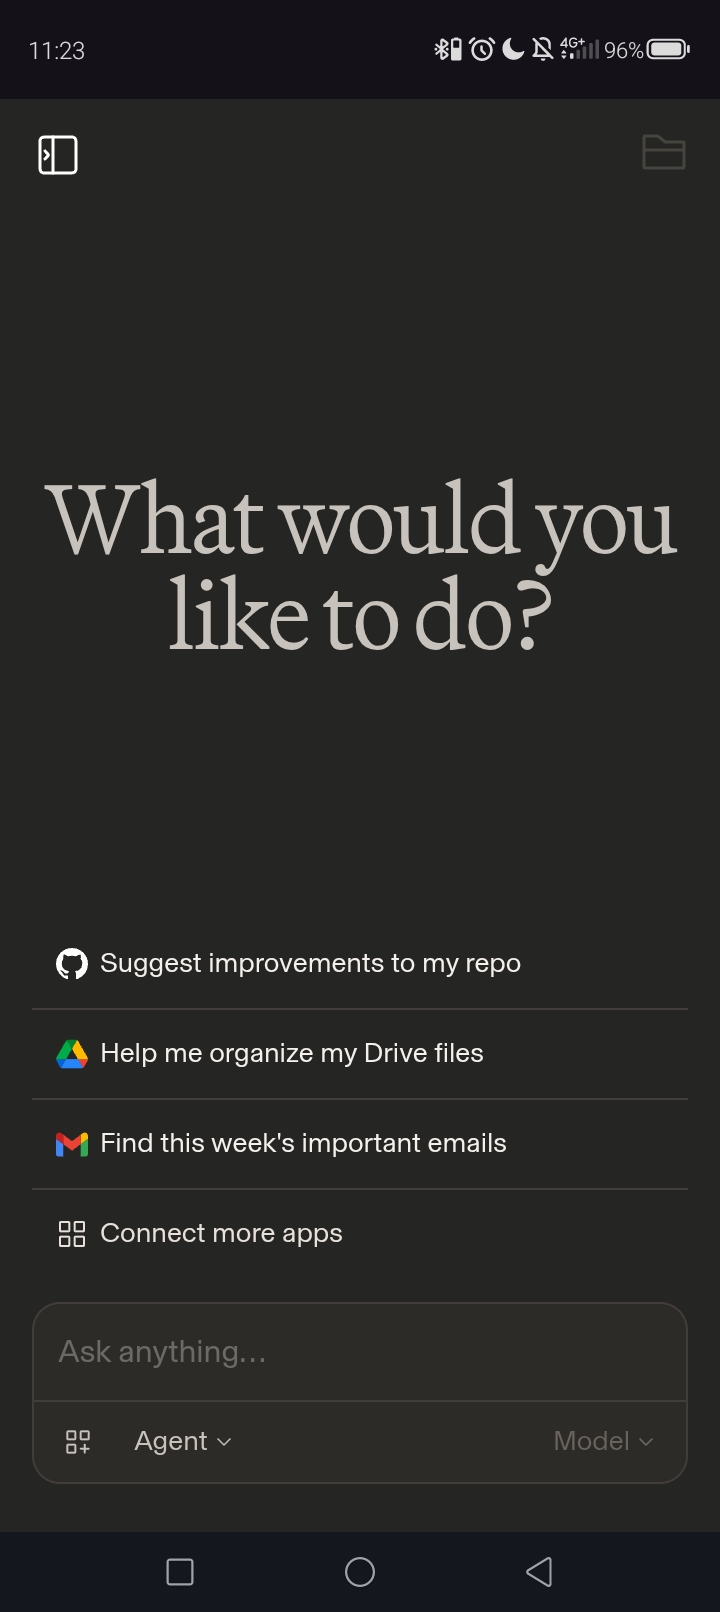 11:23
4G+ 96%
What would you
like to do?
Suggest improvements to my repo
Help me organize my Drive files
Find this week's important emails
Connect more apps
Ask anything...
Agent
Model